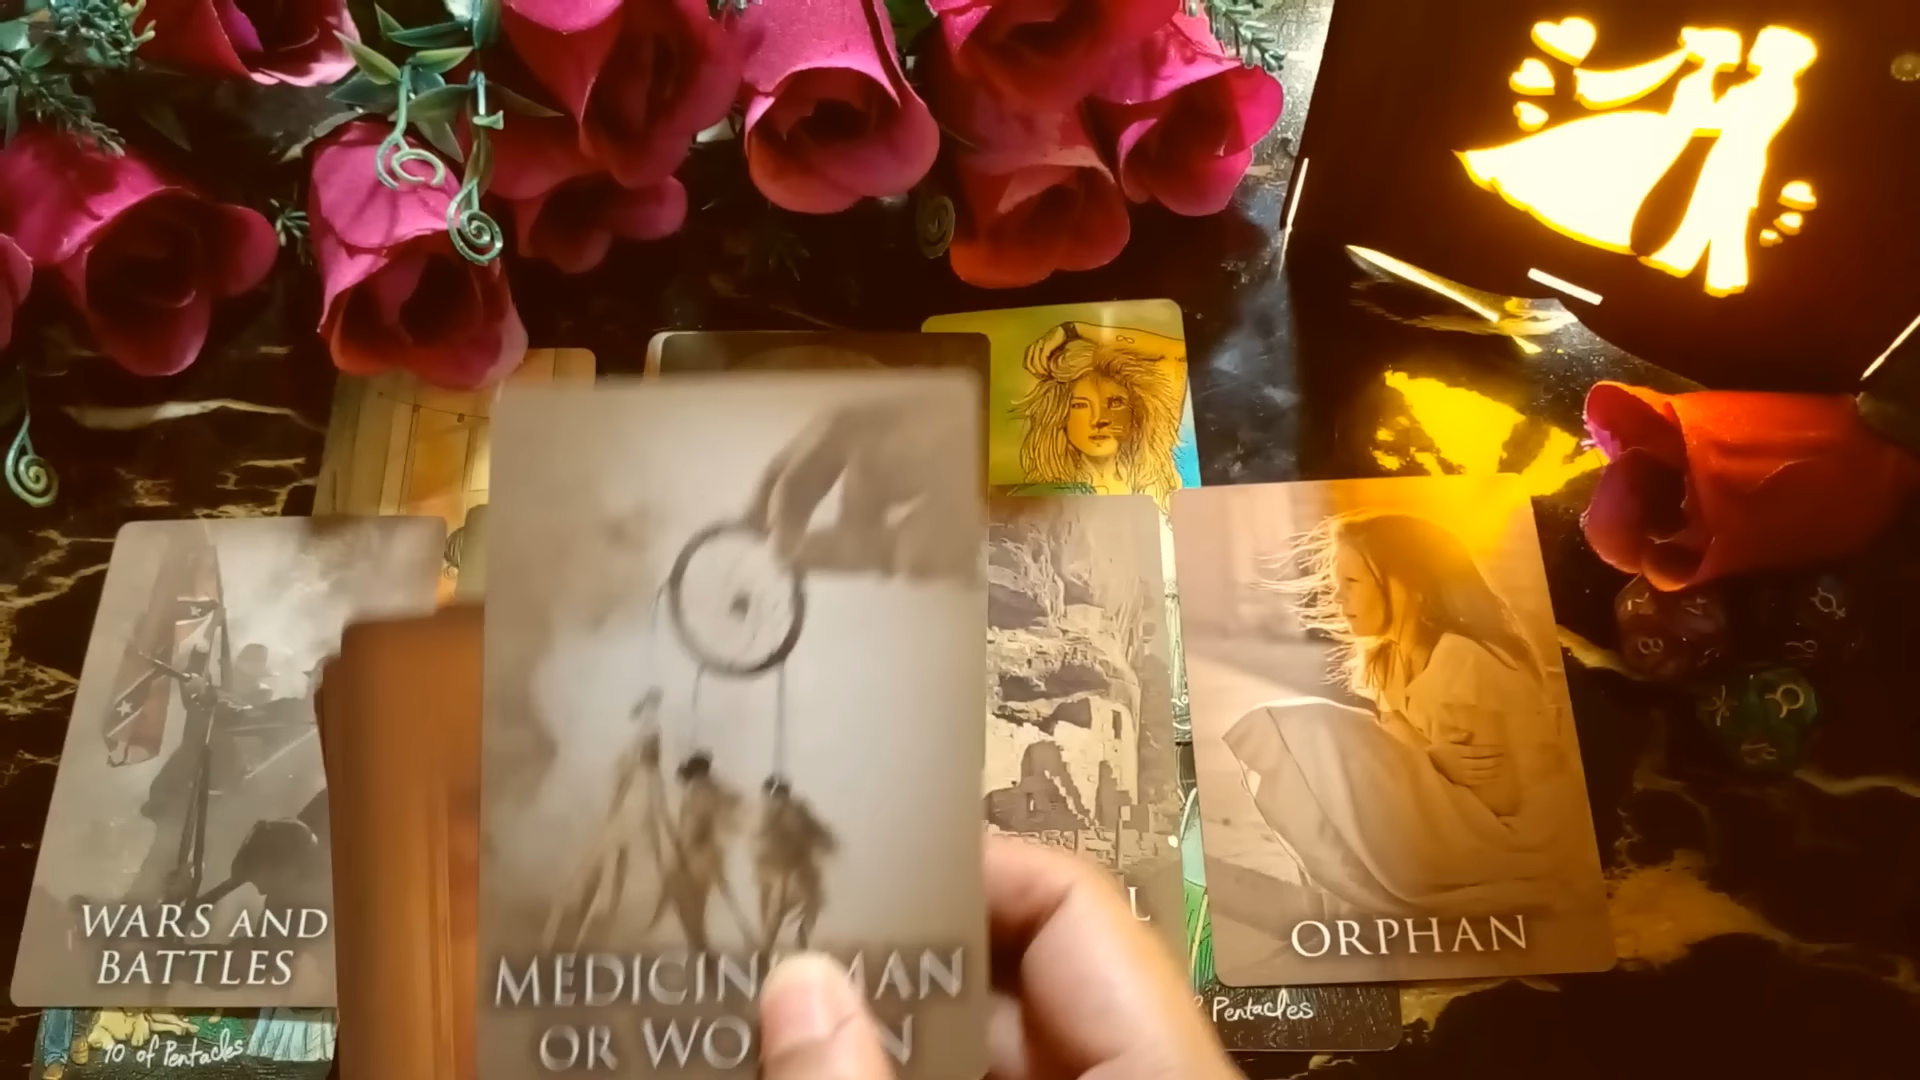 WARS AND
BATTLES
MEDICINE MAN
OR WOMAN
L
ORPHAN
10 of Pentacles
Pentacles